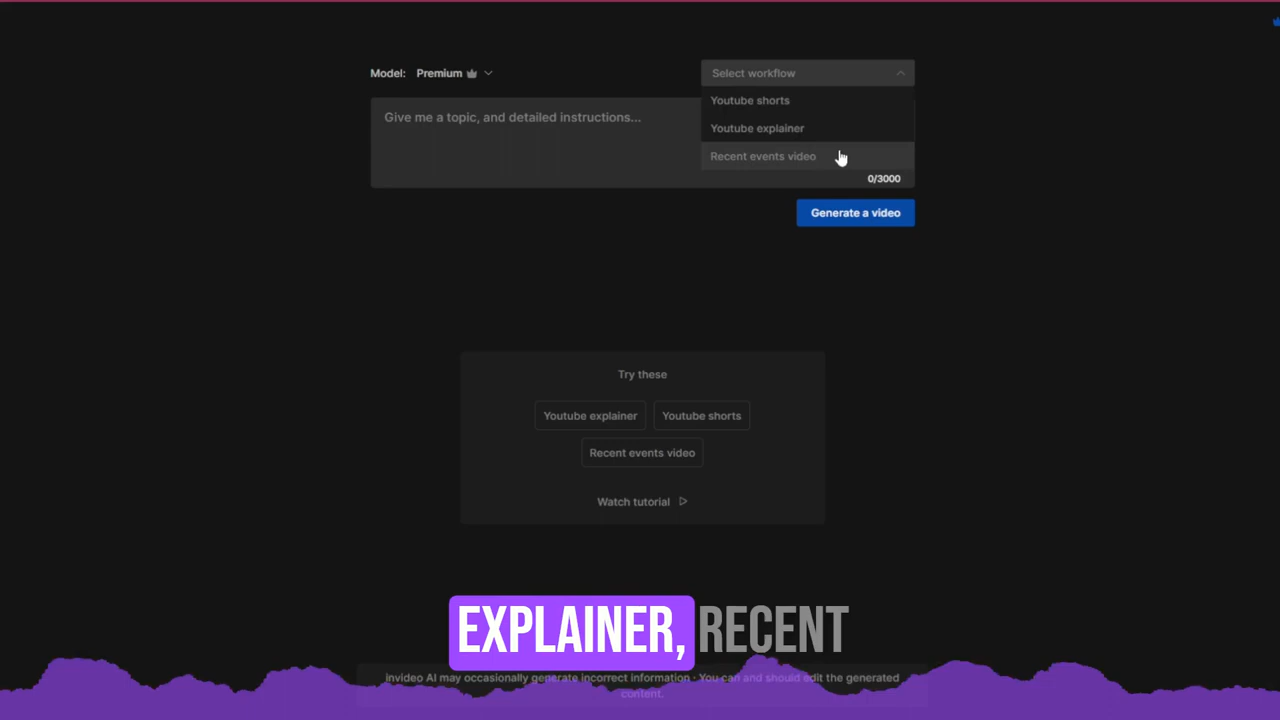 Model: Premium
Select workflow
Youtube shorts
Give me a topic, and detailed instructions...
Youtube explainer
Recent events video
0/3000
Generate a video
Try these
Youtube explainer
Youtube shorts
Recent events video
Watch tutorial
EXPLAINER, RECENT
invideo AI may occasionally generate incorrect information · You can and should edit the generated
content.